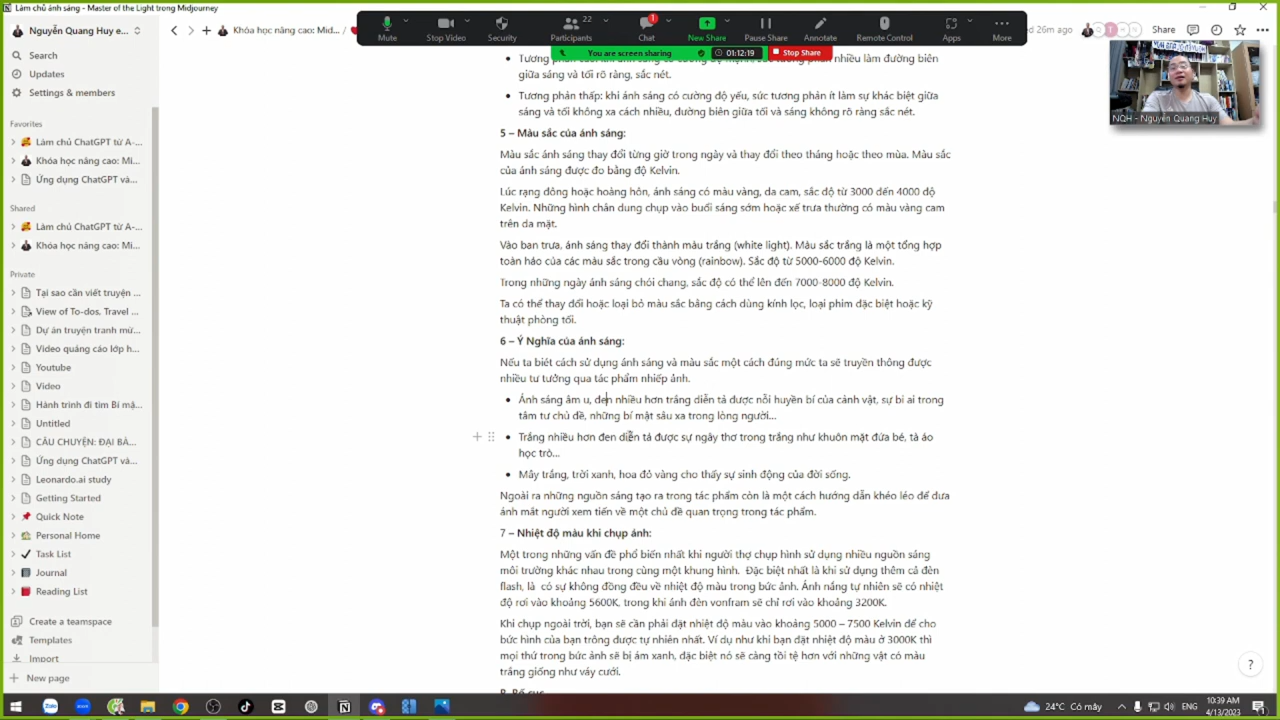 Làm chủ ánh sáng - Master of the Light trong Midjourney
Mute
Stop Video
Security
Participants
22
Chat
1
New Share
Pause Share
Annotate
Remote Control
Apps
More
You are screen sharing
01:12:19
Stop Share
Nguyễn Quang Huy e...
Khóa học nâng cao: Mid... /
d 26m ago
Share
NQH - Nguyễn Quang Huy
Search
Updates
Settings & members
Favorites
Làm chủ ChatGPT từ A-...
Khóa học nâng cao: Mi...
Ứng dụng ChatGPT và...
Shared
Làm chủ ChatGPT từ A-...
Khóa học nâng cao: Mi...
Private
Tại sao cần viết truyện ...
View of To-dos. Travel ...
Dự án truyện tranh mừ...
Video quảng cáo lớp h...
Youtube
Video
Hành trình đi tìm Bí mậ...
Untitled
CÂU CHUYỆN: ĐẠI BÀ...
Ứng dụng ChatGPT và...
Leonardo.ai study
Getting Started
Quick Note
Personal Home
Task List
Journal
Reading List
Create a teamspace
Templates
Import
New page
giữa sáng và tối rõ ràng, sắc nét.
Tương phản thấp: khi ánh sáng có cường độ yếu, sức tương phản ít làm sự khác biệt giữa
sáng và tối không xa cách nhiều, đường biên giữa tối và sáng không rõ ràng sắc nét.
5 – Màu sắc của ánh sáng:
Màu sắc ánh sáng thay đổi từng giờ trong ngày và thay đổi theo tháng hoặc theo mùa. Màu sắc
của ánh sáng được đo bằng độ Kelvin.
Lúc rạng đông hoặc hoàng hôn, ánh sáng có màu vàng, da cam, sắc độ từ 3000 đến 4000 độ
Kelvin. Những hình chân dung chụp vào buổi sáng sớm hoặc xế trưa thường có màu vàng cam
trên da mặt.
Vào ban trưa, ánh sáng thay đổi thành màu trắng (white light). Màu sắc trắng là một tổng hợp
toàn hảo của các màu sắc trong cầu vòng (rainbow). Sắc độ từ 5000-6000 độ Kelvin.
Trong những ngày ánh sáng chói chang, sắc độ có thể lên đến 7000-8000 độ Kelvin.
Ta có thể thay đổi hoặc loại bỏ màu sắc bằng cách dùng kính lọc, loại phim đặc biệt hoặc kỹ
thuật phòng tối.
6 – Ý Nghĩa của ánh sáng:
Nếu ta biết cách sử dụng ánh sáng và màu sắc một cách đúng mức ta sẽ truyền thông được
nhiều tư tưởng qua tác phẩm nhiếp ảnh.
Ánh sáng âm u, đen nhiều hơn trắng diễn tả được nỗi huyền bí của cảnh vật, sự bi ai trong
tâm tư chủ đề, những bí mật sâu xa trong lòng người...
Trắng nhiều hơn đen diễn tả được sự ngây thơ trong trắng như khuôn mặt đứa bé, tà áo
học trò...
Mây trắng, trời xanh, hoa đỏ vàng cho thấy sự sinh động của đời sống.
Ngoài ra những nguồn sáng tạo ra trong tác phẩm còn là một cách hướng dẫn khéo léo để đưa
ánh mắt người xem tiến về một chủ đề quan trọng trong tác phẩm.
7 – Nhiệt độ màu khi chụp ảnh:
Một trong những vấn đề phổ biến nhất khi người thợ chụp hình sử dụng nhiều nguồn sáng
môi trường khác nhau trong cùng một khung hình. Đặc biệt nhất là khi sử dụng thêm cả đèn
flash, là có sự không đồng đều về nhiệt độ màu trong bức ảnh. Ánh nắng tự nhiên sẽ có nhiệt
độ rơi vào khoảng 5600K, trong khi ánh đèn vonfram sẽ chỉ rơi vào khoảng 3200K.
Khi chụp ngoài trời, bạn sẽ cần phải đặt nhiệt độ màu vào khoảng 5000 – 7500 Kelvin để cho
bức hình của bạn trông được tự nhiên nhất. Ví dụ như khi bạn đặt nhiệt độ màu ở 3000K thì
mọi thứ trong bức ảnh sẽ bị ám xanh, đặc biệt nó sẽ càng tồi tệ hơn với những vật có màu
trắng giống như váy cưới.
?
24°C Có mây
ENG
10:39 AM
4/13/2023